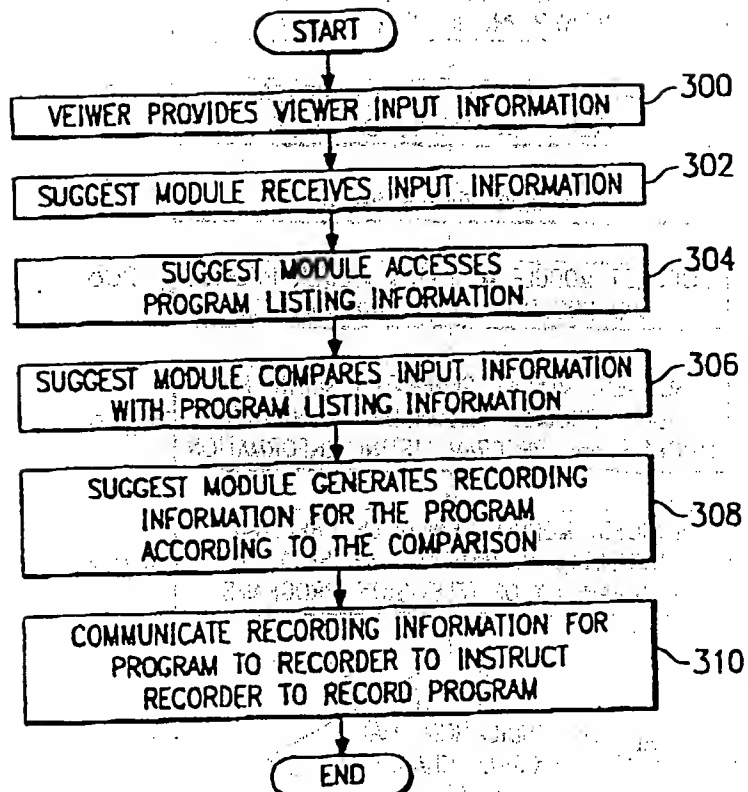 START
VEIWER PROVIDES VIEWER INPUT INFORMATION
300
SUGGEST MODULE RECEIVES INPUT INFORMATION
302
SUGGEST MODULE ACCESSES
PROGRAM LISTING INFORMATION
304
SUGGEST MODULE COMPARES INPUT INFORMATION
WITH PROGRAM LISTING INFORMATION
306
SUGGEST MODULE GENERATES RECORDING
INFORMATION FOR THE PROGRAM
ACCORDING TO THE COMPARISON
308
COMMUNICATE RECORDING INFORMATION FOR
PROGRAM TO RECORDER TO INSTRUCT
RECORDER TO RECORD PROGRAM
310
END